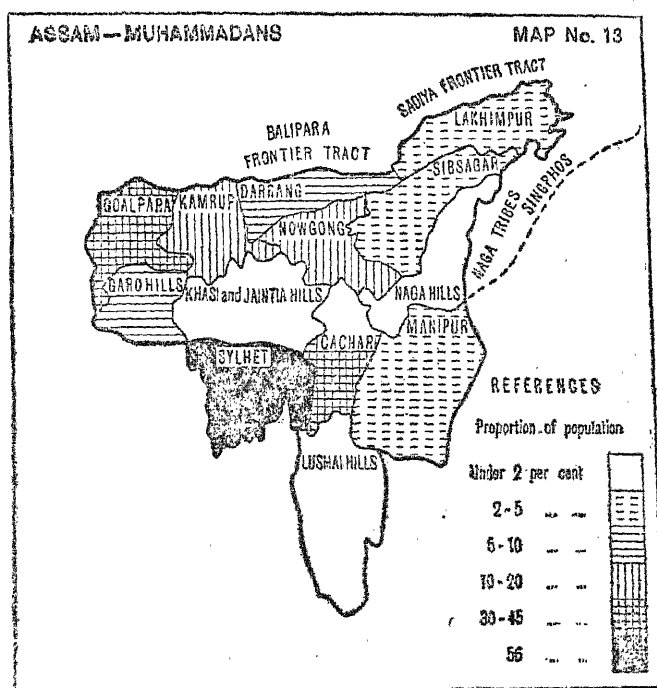 ASSAM—MUHAMMADANS
MAP No. 13
SADIYA FRONTIER TRACT
LAKHIMPUR
BALIPARA
FRONTIER TRACT
SIBSAGAR
DARRANG
GOALPARA
KAMRUP
NOWGONG
NAGA TRIBES
SINGPHOS
GARO HILLS
KHASI and JAINTIA HILLS
NAGA HILLS
MANIPUR
CACHAR
SYLHET
LUSHAI HILLS
REFERENCES
Proportion of population
Under 2 per cent
2-5 " "
5-10 " "
10-20 " "
30-45 " "
56 " "